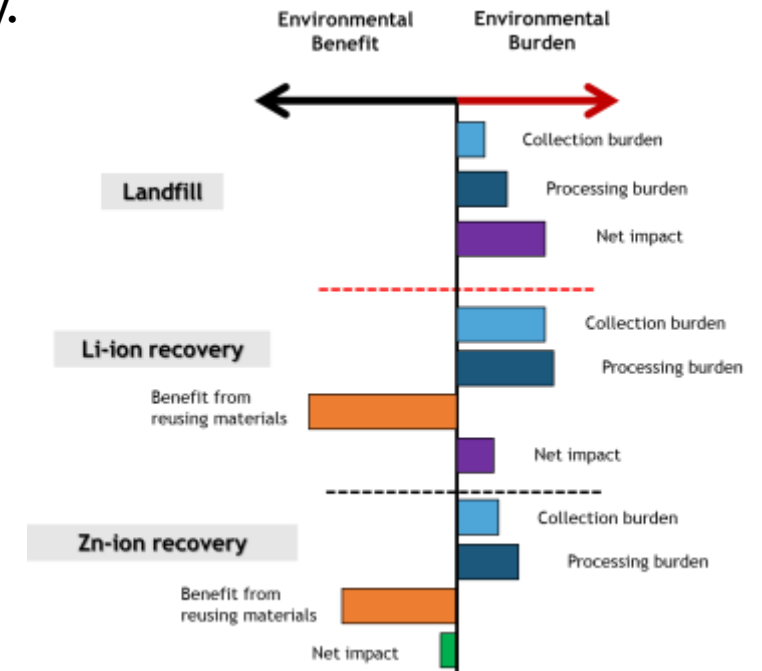 y.
Environmental
Benefit
Environmental
Burden
Collection burden
Landfill
Processing burden
Net impact
Collection burden
Li-ion recovery
Processing burden
Benefit from
reusing materials
Net impact
Collection burden
Zn-ion recovery
Processing burden
Benefit from
reusing materials
Net impact